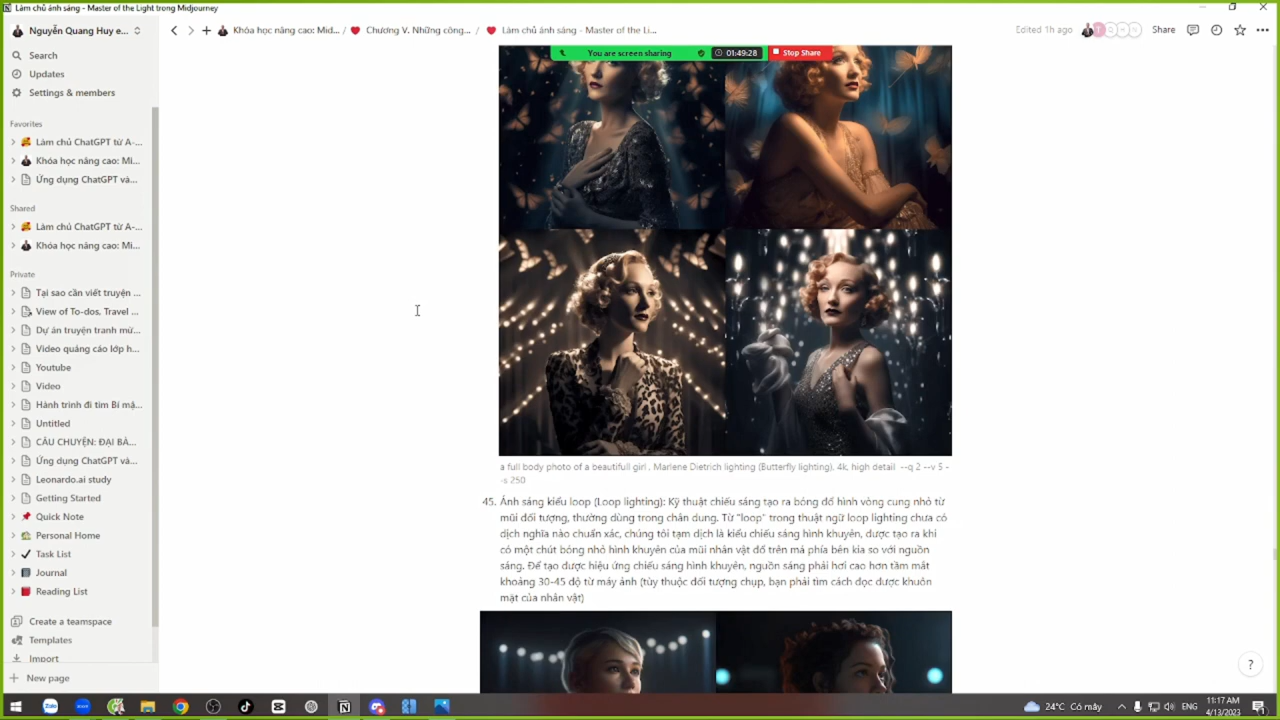 Làm chủ ánh sáng - Master of the Light trong Midjourney
Nguyễn Quang Huy e...
Khóa học nâng cao: Mid... /
Chương V. Những công... /
Làm chủ ánh sáng - Master of the Li...
Edited 1h ago
Share
You are screen sharing
01:49:28
Stop Share
Search
Updates
Settings & members
Favorites
Làm chủ ChatGPT từ A-...
Khóa học nâng cao: Mi...
Ứng dụng ChatGPT và...
Shared
Làm chủ ChatGPT từ A-...
Khóa học nâng cao: Mi...
Private
Tại sao cần viết truyện ...
View of To-dos, Travel ...
Dự án truyện tranh mù...
Video quảng cáo lớp h...
Youtube
Video
Hành trình đi tìm Bí mậ...
Untitled
CÂU CHUYỆN: ĐẠI BÀ...
Ứng dụng ChatGPT và...
Leonardo.ai study
Getting Started
Quick Note
Personal Home
Task List
Journal
Reading List
Create a teamspace
Templates
Import
New page
a full body photo of a beautifull girl , Marlene Dietrich lighting (Butterfly lighting), 4k, high detail --q 2 --v 5 -
-s 250
45. Ánh sáng kiểu loop (Loop lighting): Kỹ thuật chiếu sáng tạo ra bóng đổ hình vòng cung nhỏ từ
mũi đối tượng, thường dùng trong chân dung. Từ "loop" trong thuật ngữ loop lighting chưa có
dịch nghĩa nào chuẩn xác, chúng tôi tạm dịch là kiểu chiếu sáng hình khuyên, được tạo ra khi
có một chút bóng nhỏ hình khuyên của mũi nhân vật đổ trên má phía bên kia so với nguồn
sáng. Để tạo được hiệu ứng chiếu sáng hình khuyên, nguồn sáng phải hơi cao hơn tầm mắt
khoảng 30-45 độ từ máy ảnh (tùy thuộc đối tượng chụp, bạn phải tìm cách đọc được khuôn
mặt của nhân vật)
?
Zalo
24°C Có mây
ENG
11:17 AM
4/13/2023